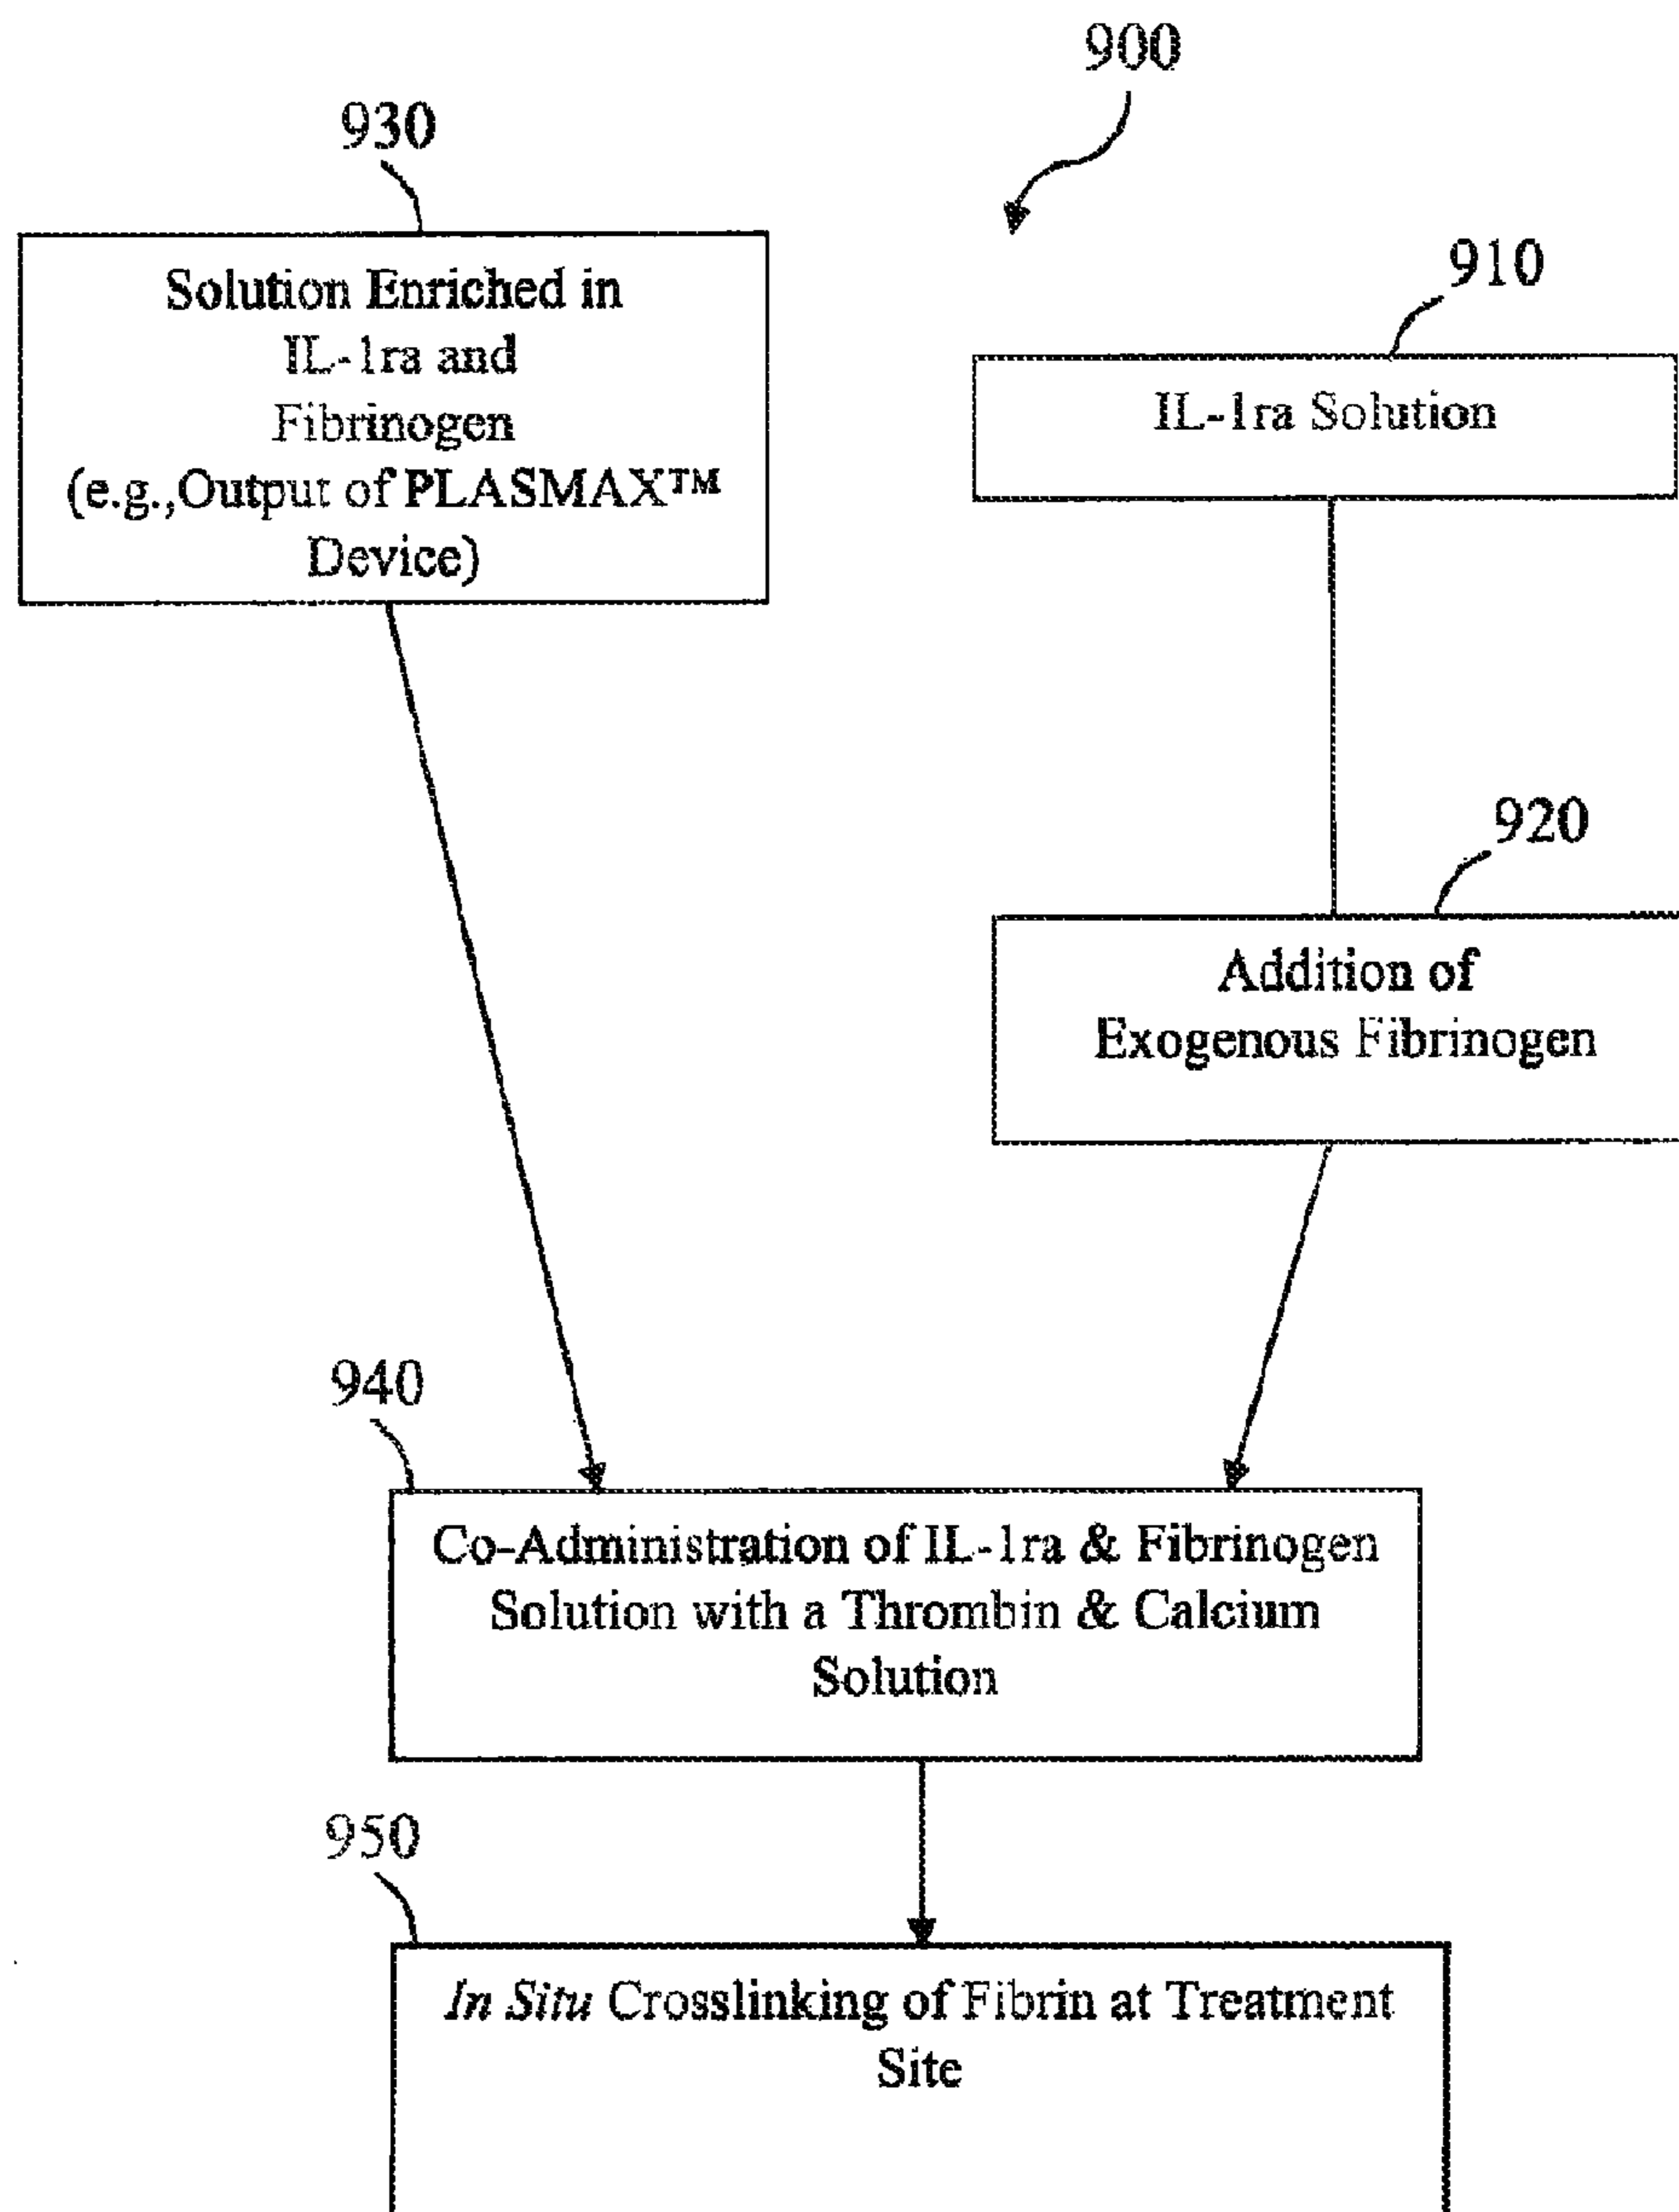 900
930
Solution Enriched in
IL-1ra and
Fibrinogen
(e.g.,Output of PLASMAX™
Device)
910
IL-1ra Solution
920
Addition of
Exogenous Fibrinogen
940
Co-Administration of IL-1ra & Fibrinogen
Solution with a Thrombin & Calcium
Solution
950
In Situ Crosslinking of Fibrin at Treatment
Site